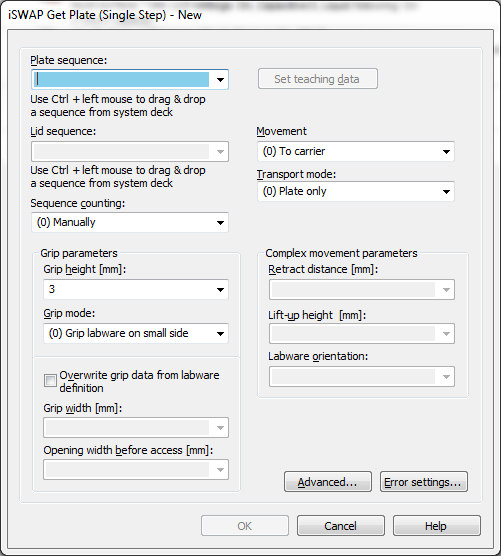 iSWAP Get Plate (Single Step) - New
Plate sequence:
Set teaching data
Use Ctrl + left mouse to drag & drop
a sequence from system deck
Lid sequence:
Movement
(0) To carrier
Use Ctrl + left mouse to drag & drop
a sequence from system deck
Transport mode:
(0) Plate only
Sequence counting:
(0) Manually
Grip parameters
Grip height [mm]:
3
Grip mode:
(0) Grip labware on small side
Overwrite grip data from labware
definition
Grip width [mm]:
Opening width before access [mm]:
Complex movement parameters
Retract distance [mm]:
Lift-up height  [mm]:
Labware orientation:
Advanced...
Error settings...
OK
Cancel
Help